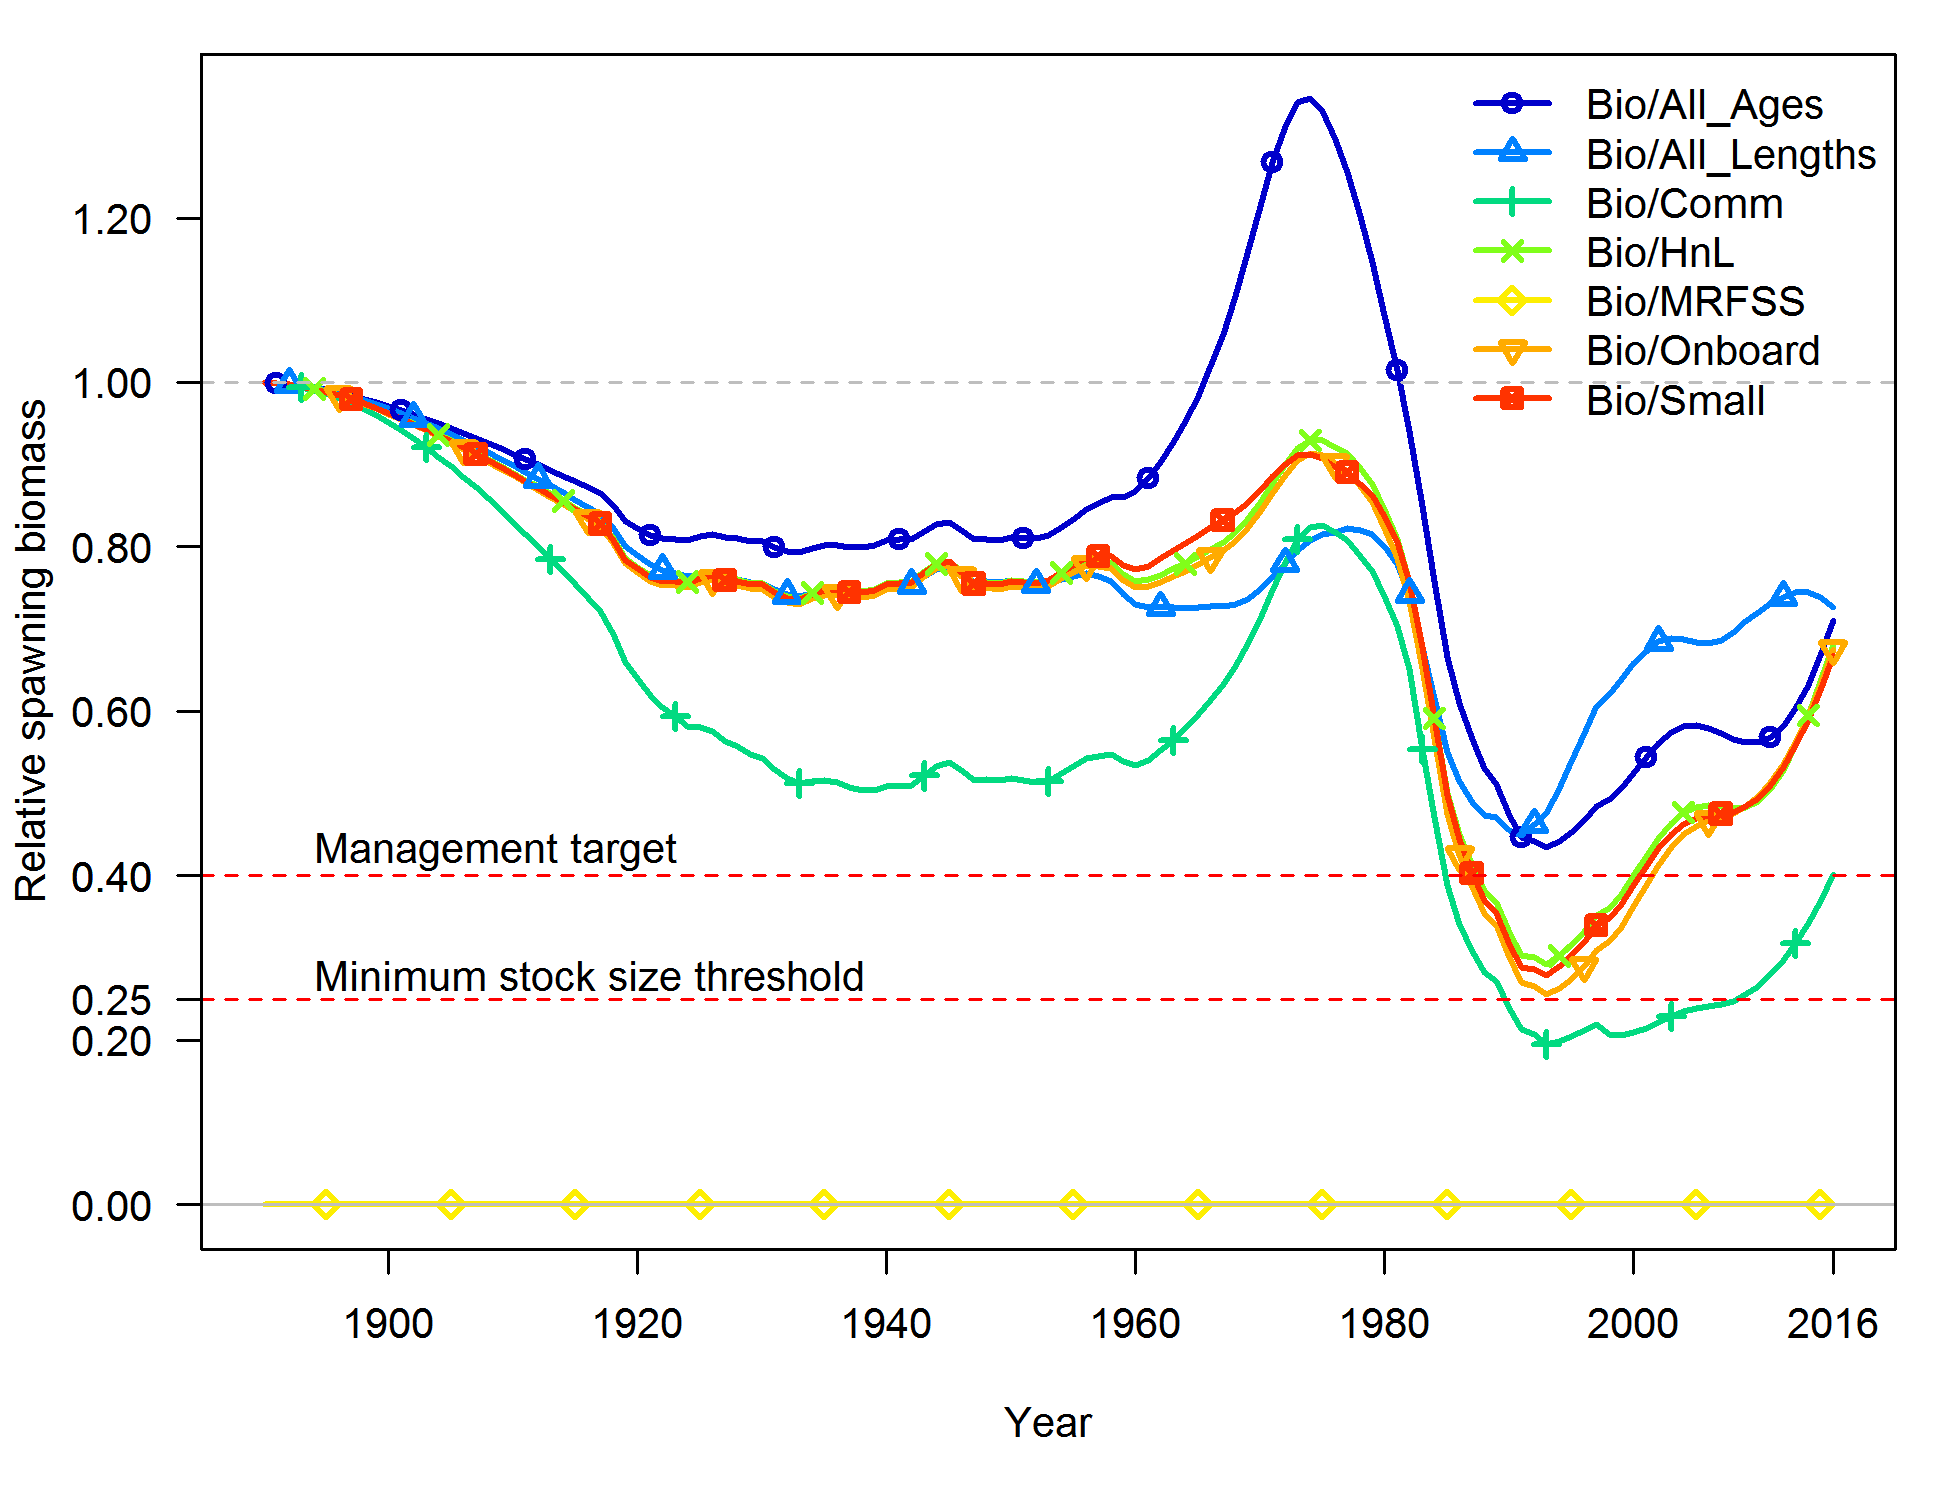 Bio/All_Ages
Bio/All_Lengths
Bio/Comm
Bio/HnL
Bio/MRFSS
Bio/Onboard
Bio/Small
Relative spawning biomass
1.20
1.00
0.80
0.60
0.40
0.25
0.20
0.00
Management target
Minimum stock size threshold
1900 1920 1940 1960 1980 2000 2016
Year